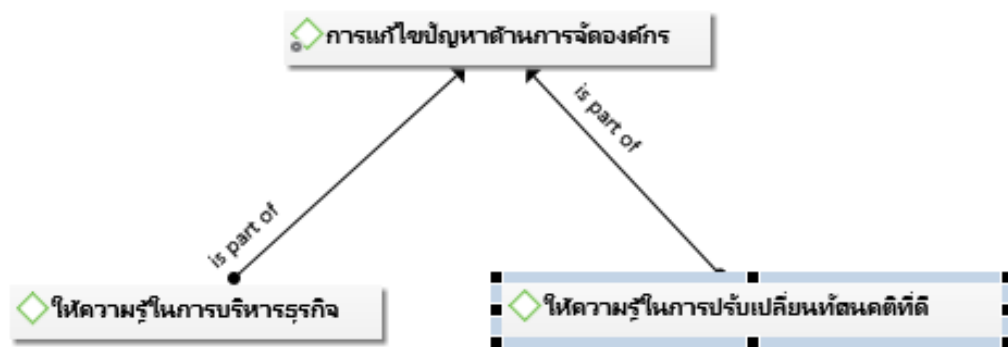 การแก้ไขปัญหาด้านการจัดองค์กร
is part of
is part of
ให้ความรู้ในการบริหารธุรกิจ
ให้ความรู้ในการปรับเปลี่ยนทัสนคติที่ดี